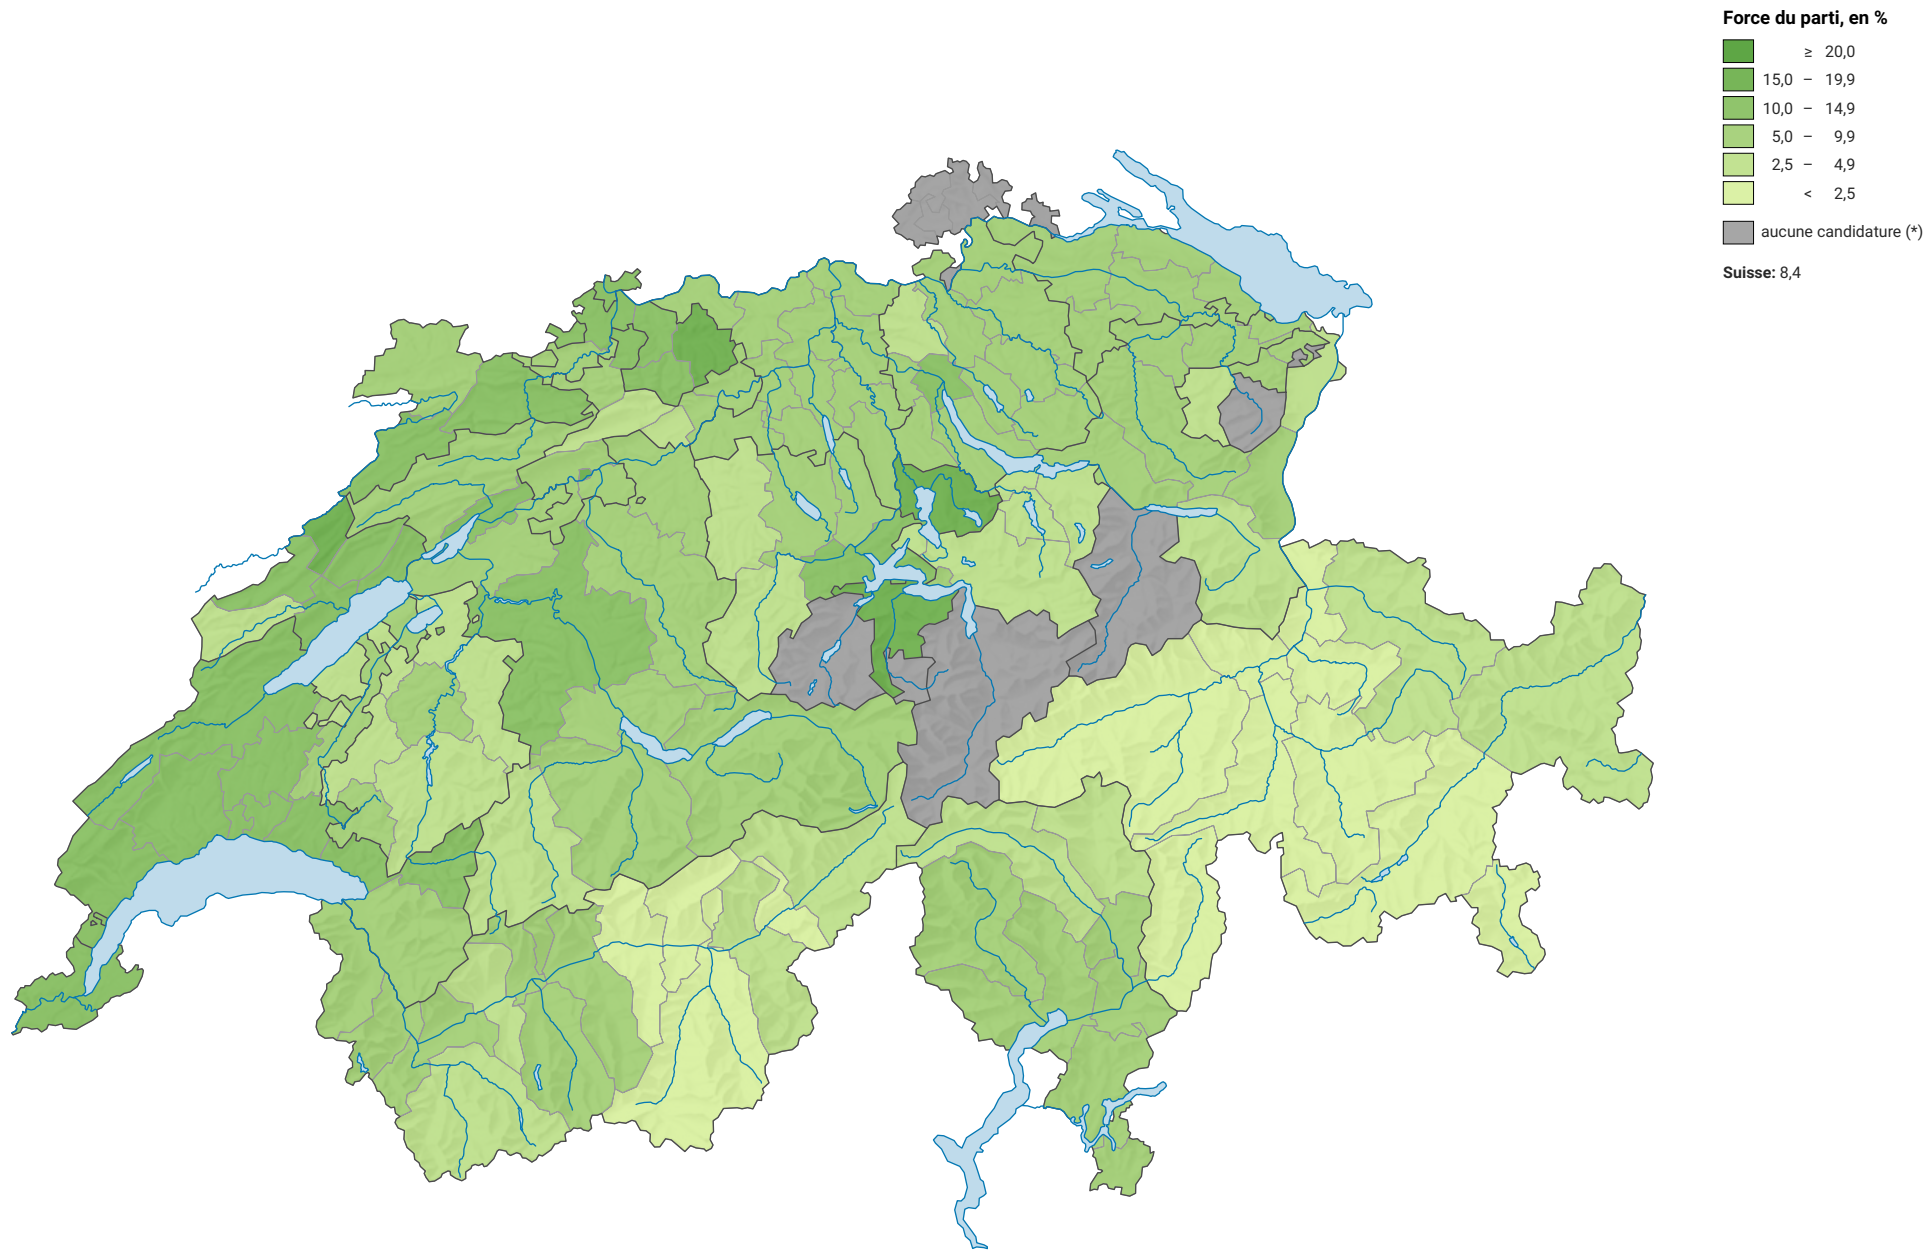 Force du parti, en %
≥ 20,0
15,0 – 19,9
10,0 – 14,9
5,0 – 9,9
2,5 – 4,9
< 2,5
aucune candidature (*)
Suisse: 8,4